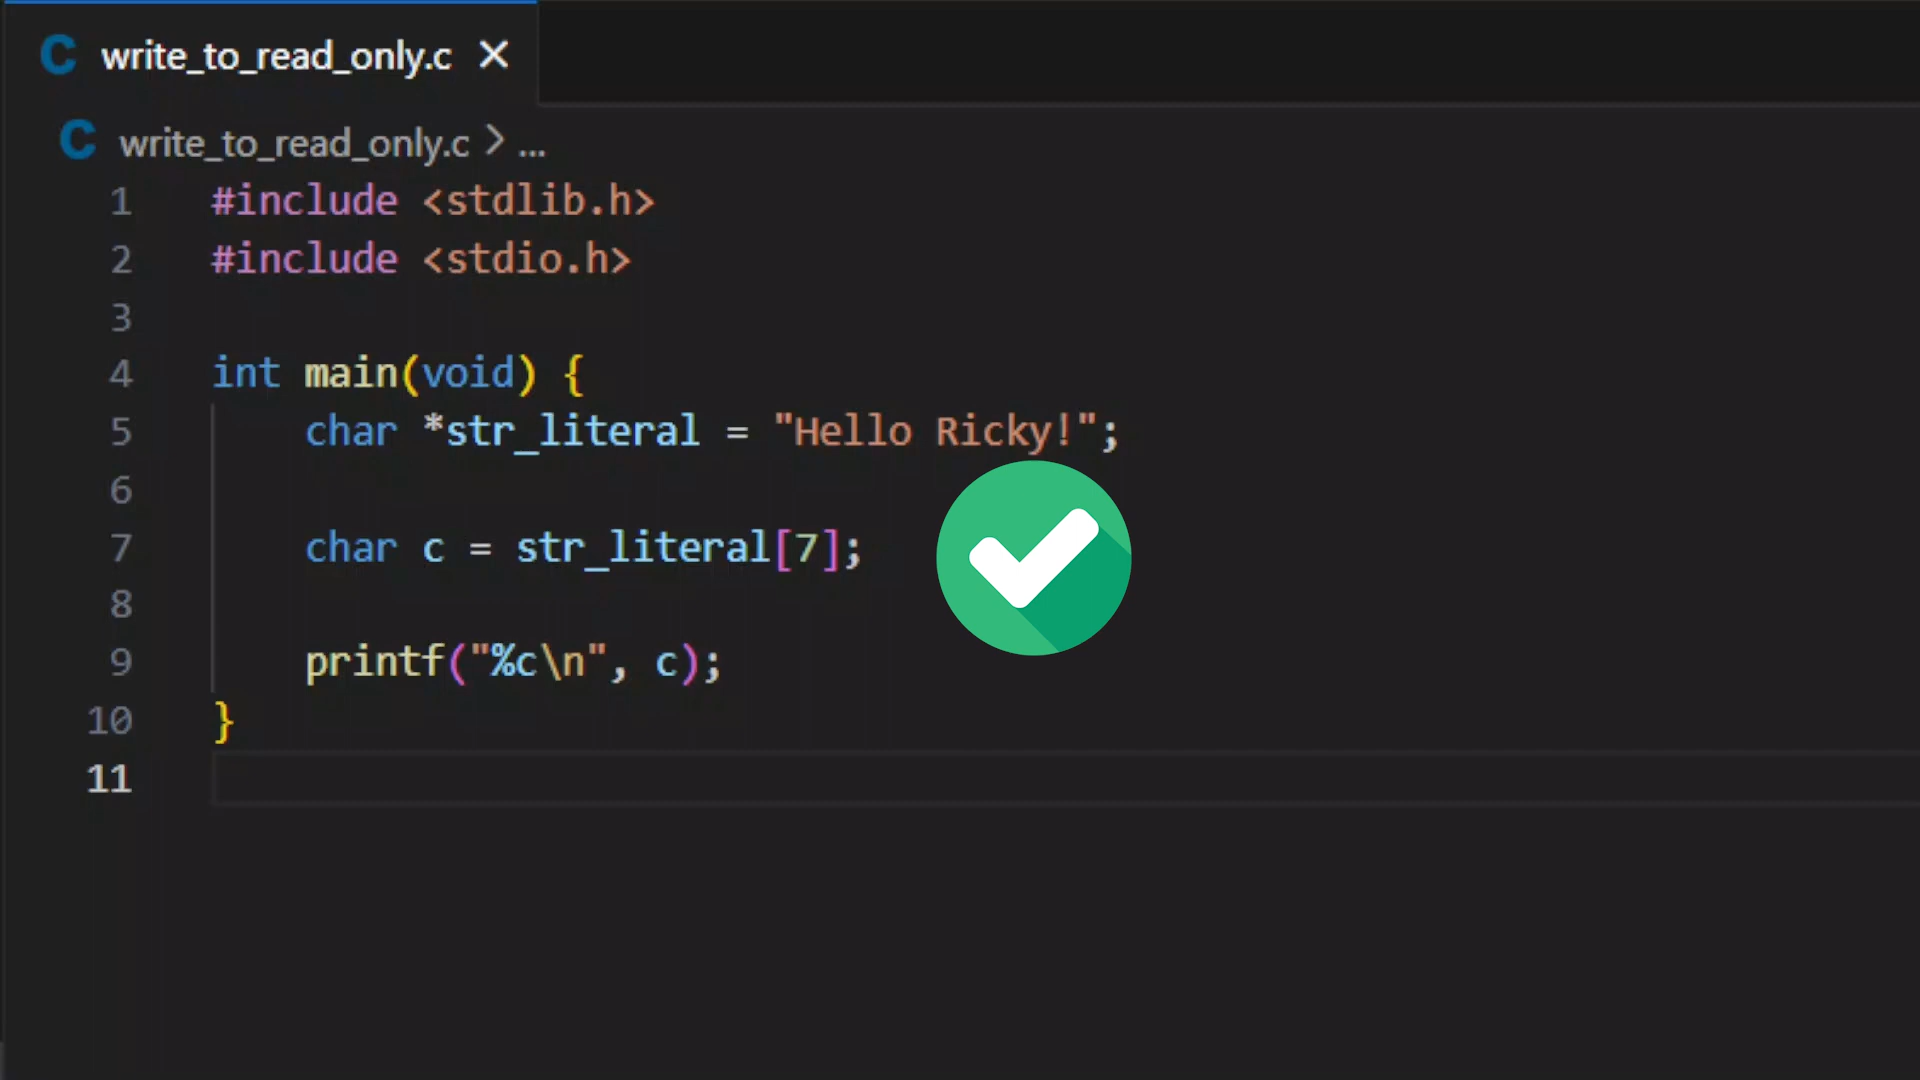 C write_to_read_only.c ×
C write_to_read_only.c > ...
1 #include <stdlib.h>
2 #include <stdio.h>
3
4 int main(void) {
5     char *str_literal = "Hello Ricky!";
6
7     char c = str_literal[7];
8
9     printf("%c\n", c);
10 }
11